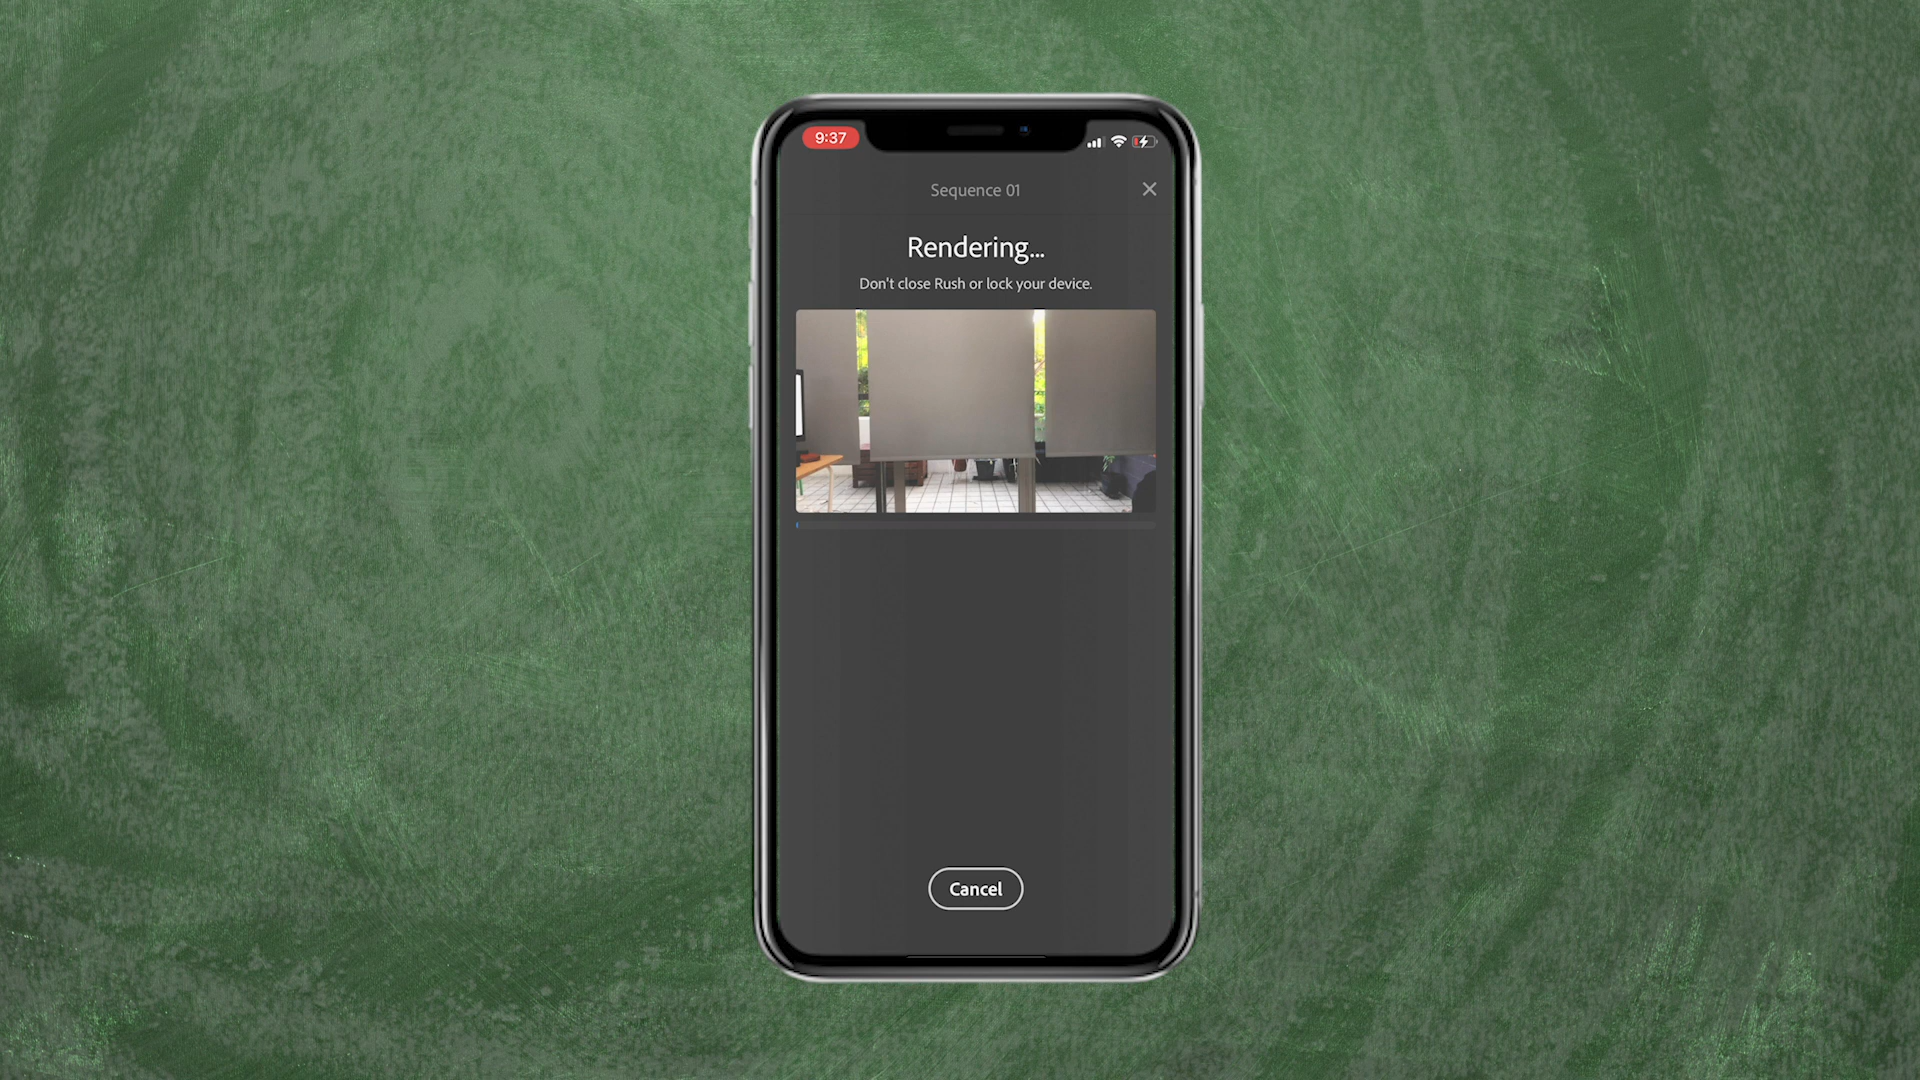 9:37
Sequence 01
Rendering...
Don't close Rush or lock your device.
Cancel